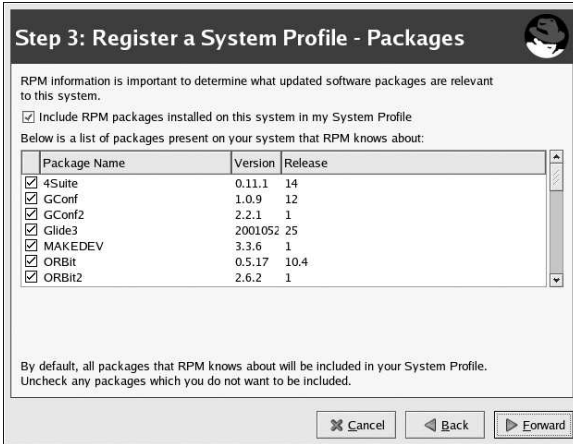 Step 3: Register a System Profile - Packages
RPM information is important to determine what updated software packages are relevant
to this system.
Include RPM packages installed on this system in my System Profile
Below is a list of packages present on your system that RPM knows about:
Package Name Version Release
4Suite 0.11.1 14
GConf 1.0.9 12
GConf2 2.2.1 1
Glide3 2001052 25
MAKEDEV 3.3.6 1
ORBit 0.5.17 10.4
ORBit2 2.6.2 1
By default, all packages that RPM knows about will be included in your System Profile.
Uncheck any packages which you do not want to be included.
Cancel Back Forward